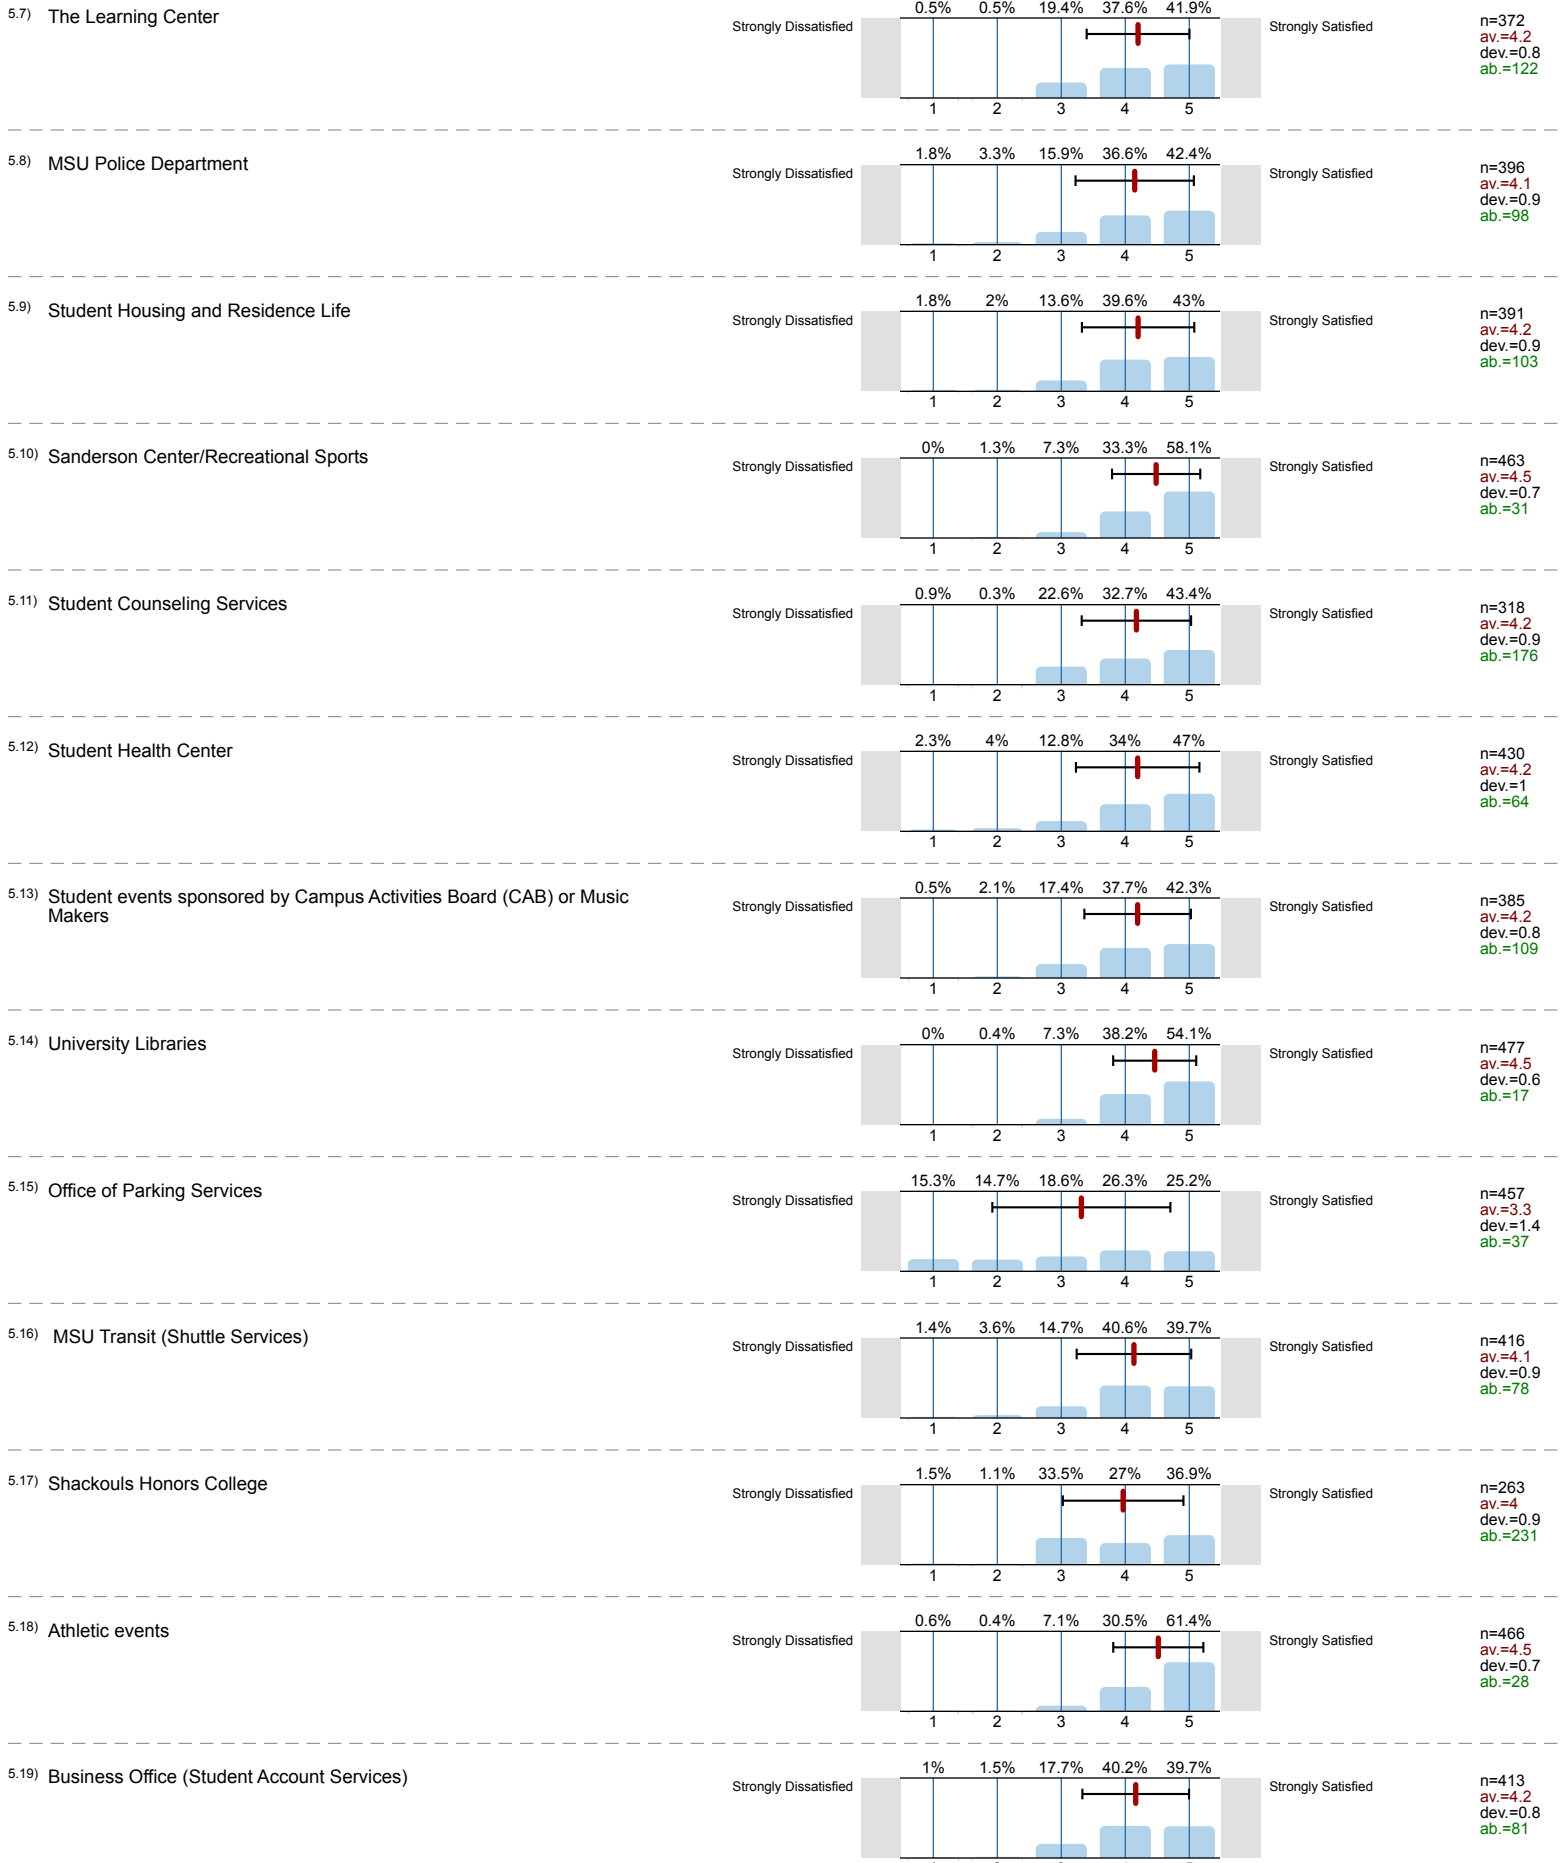 5.7) The Learning Center
0.5% 0.5% 19.4% 37.6% 41.9%
Strongly Dissatisfied Strongly Satisfied
n=372
av.=4.2
dev.=0.8
ab.=122
1 2 3 4 5
5.8) MSU Police Department
1.8% 3.3% 15.9% 36.6% 42.4%
Strongly Dissatisfied Strongly Satisfied
n=396
av.=4.1
dev.=0.9
ab.=98
1 2 3 4 5
5.9) Student Housing and Residence Life
1.8% 2% 13.6% 39.6% 43%
Strongly Dissatisfied Strongly Satisfied
n=391
av.=4.2
dev.=0.9
ab.=103
1 2 3 4 5
5.10) Sanderson Center/Recreational Sports
0% 1.3% 7.3% 33.3% 58.1%
Strongly Dissatisfied Strongly Satisfied
n=463
av.=4.5
dev.=0.7
ab.=31
1 2 3 4 5
5.11) Student Counseling Services
0.9% 0.3% 22.6% 32.7% 43.4%
Strongly Dissatisfied Strongly Satisfied
n=318
av.=4.2
dev.=0.9
ab.=176
1 2 3 4 5
5.12) Student Health Center
2.3% 4% 12.8% 34% 47%
Strongly Dissatisfied Strongly Satisfied
n=430
av.=4.2
dev.=1
ab.=64
1 2 3 4 5
5.13) Student events sponsored by Campus Activities Board (CAB) or Music
Makers
0.5% 2.1% 17.4% 37.7% 42.3%
Strongly Dissatisfied Strongly Satisfied
n=385
av.=4.2
dev.=0.8
ab.=109
1 2 3 4 5
5.14) University Libraries
0% 0.4% 7.3% 38.2% 54.1%
Strongly Dissatisfied Strongly Satisfied
n=477
av.=4.5
dev.=0.6
ab.=17
1 2 3 4 5
5.15) Office of Parking Services
15.3% 14.7% 18.6% 26.3% 25.2%
Strongly Dissatisfied Strongly Satisfied
n=457
av.=3.3
dev.=1.4
ab.=37
1 2 3 4 5
5.16) MSU Transit (Shuttle Services)
1.4% 3.6% 14.7% 40.6% 39.7%
Strongly Dissatisfied Strongly Satisfied
n=416
av.=4.1
dev.=0.9
ab.=78
1 2 3 4 5
5.17) Shackouls Honors College
1.5% 1.1% 33.5% 27% 36.9%
Strongly Dissatisfied Strongly Satisfied
n=263
av.=4
dev.=0.9
ab.=231
1 2 3 4 5
5.18) Athletic events
0.6% 0.4% 7.1% 30.5% 61.4%
Strongly Dissatisfied Strongly Satisfied
n=466
av.=4.5
dev.=0.7
ab.=28
1 2 3 4 5
5.19) Business Office (Student Account Services)
1% 1.5% 17.7% 40.2% 39.7%
Strongly Dissatisfied Strongly Satisfied
n=413
av.=4.2
dev.=0.8
ab.=81